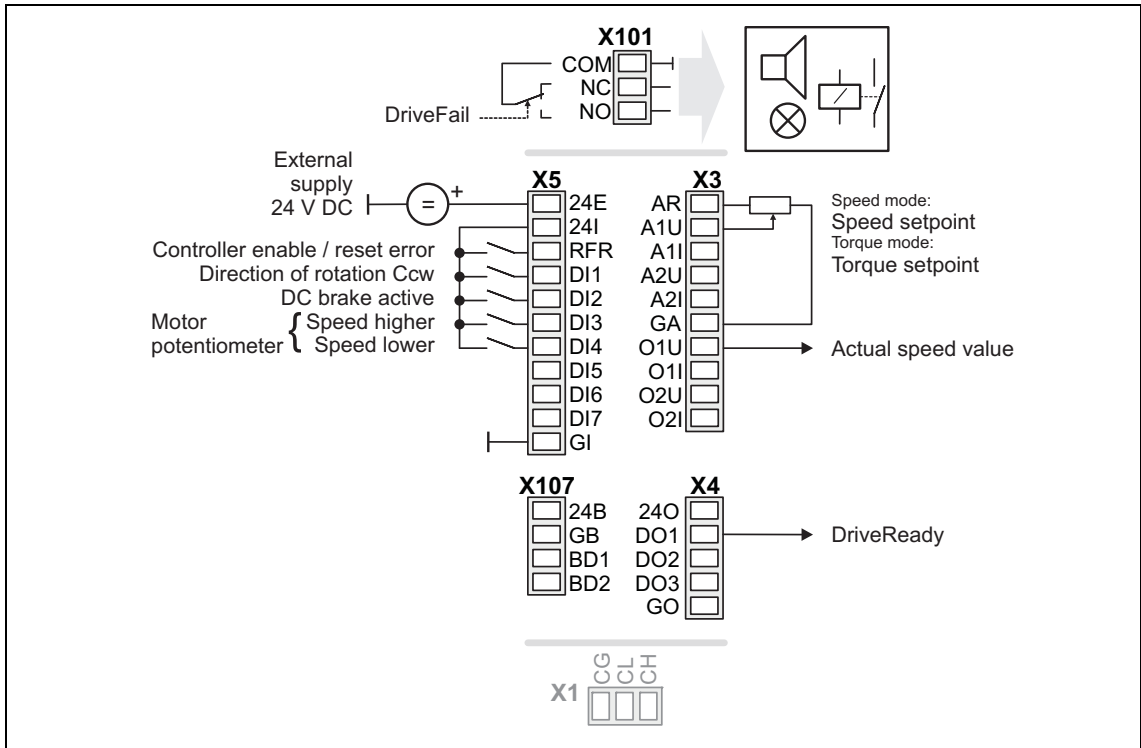 X101
COM
NC
NO
DriveFail
External
supply
24 V DC
=
+
X5
24E
24I
RFR
DI1
DI2
DI3
DI4
DI5
DI6
DI7
GI
Controller enable / reset error
Direction of rotation Ccw
DC brake active
Motor
potentiometer
{
Speed higher
Speed lower
X3
AR
A1U
A1I
A2U
A2I
GA
O1U
O1I
O2U
O2I
Speed mode:
Speed setpoint
Torque mode:
Torque setpoint
Actual speed value
X107
24B
GB
BD1
BD2
X4
24O
DO1
DO2
DO3
GO
DriveReady
X1
CG
CL
CH